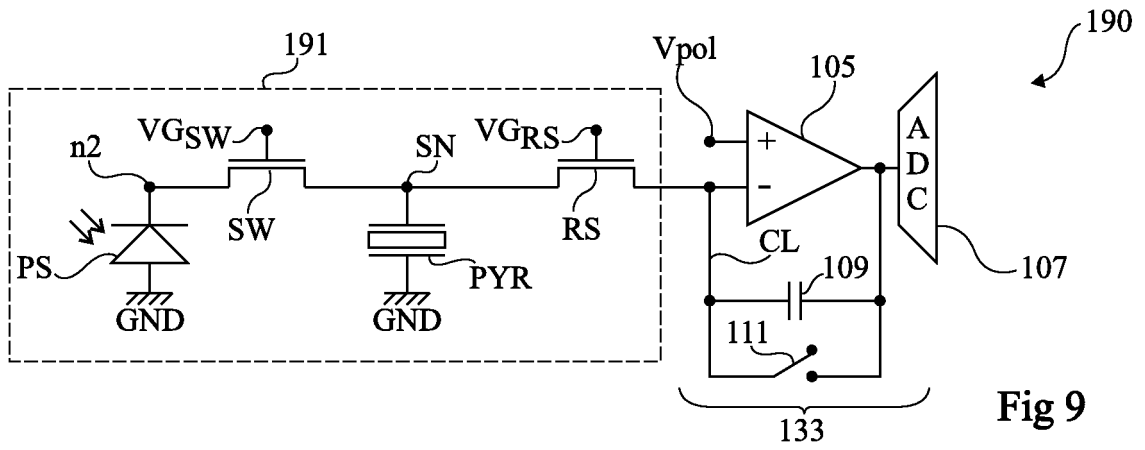 190
191
Vpol
105
VGSW
VGRS
n2
SN
+
-
A
D
C
SW
RS
CL
PS
PYR
109
107
GND
GND
111
133
Fig 9